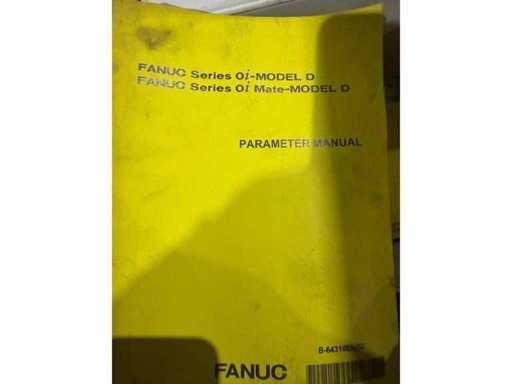 FANUC Series 0i-MODEL D
FANUC Series 0i Mate-MODEL D
PARAMETER MANUAL
FANUC